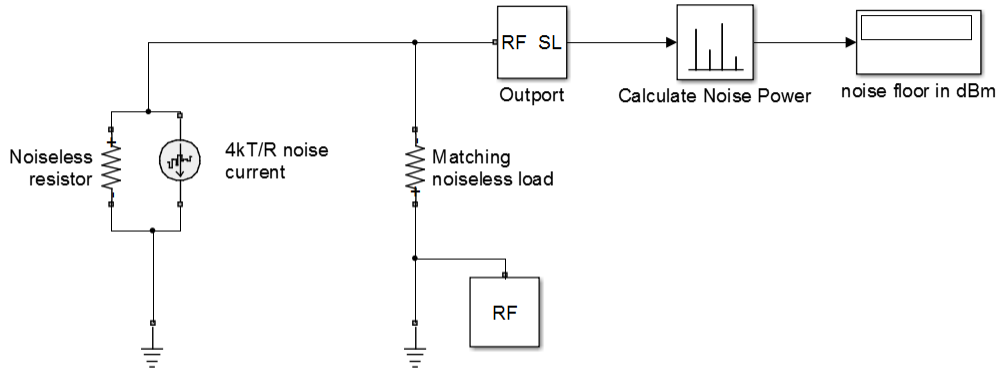 RF SL
Outport
Calculate Noise Power
noise floor in dBm
Noiseless
resistor
4kT/R noise
current
Matching
noiseless load
RF